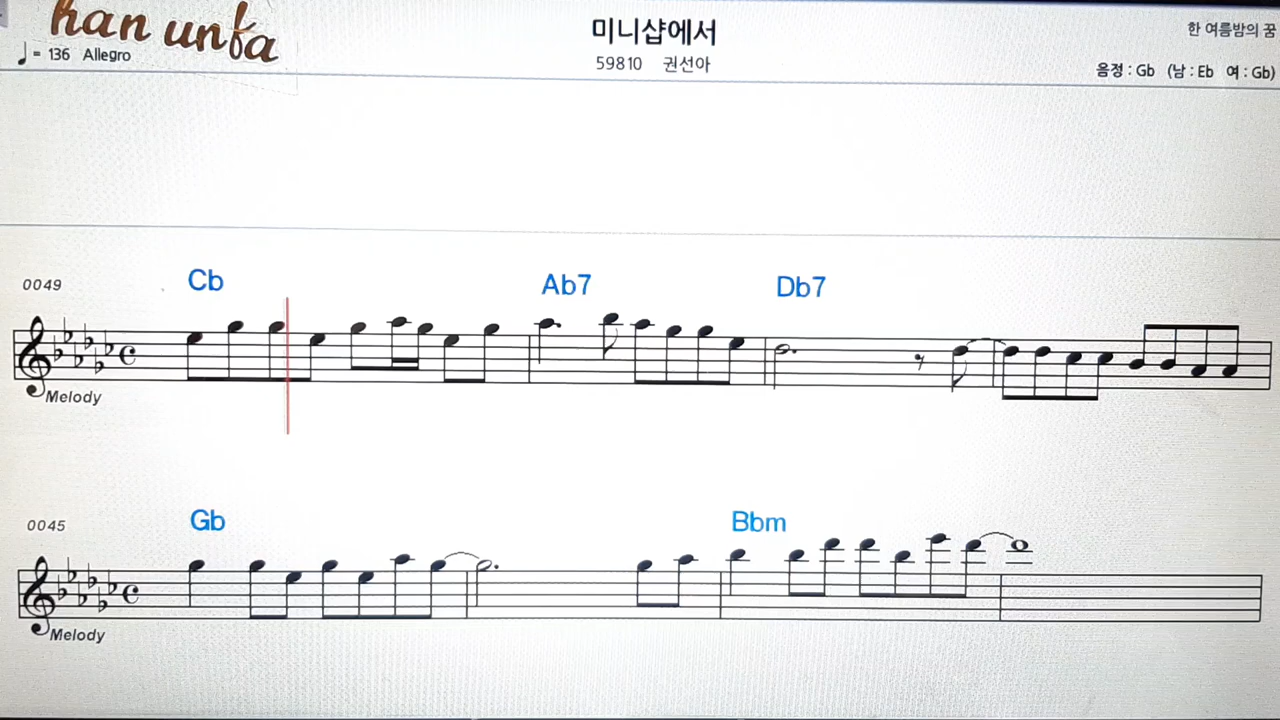 han unfa
미니샵에서
한 여름밤의 꿈
= 136 Allegro
59810 권선아
음정 : Gb (남 : Eb 여 : Gb)
0049
Cb Ab7 Db7
Melody
0045
Gb Bbm
Melody